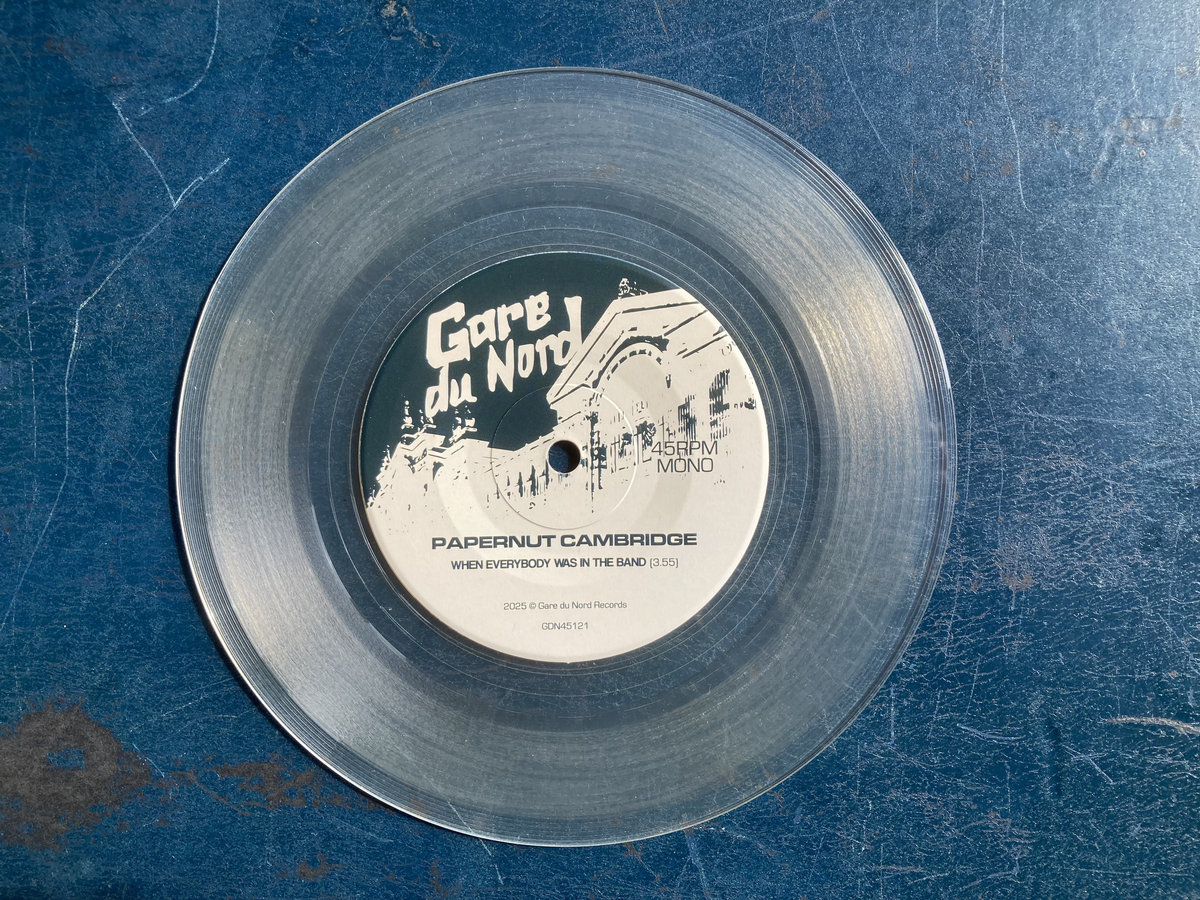 Gare
du Nord
45RPM
MONO
PAPERNUT CAMBRIDGE
WHEN EVERYBODY WAS IN THE BAND (3.55)
2025 © Gare du Nord Records
GDN45121